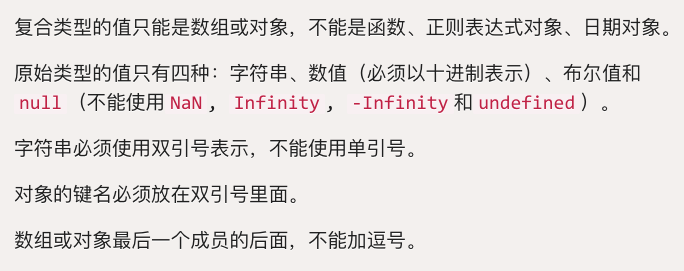 复合类型的值只能是数组或对象，不能是函数、正则表达式对象、日期对象。
原始类型的值只有四种：字符串、数值（必须以十进制表示）、布尔值和
null（不能使用 NaN, Infinity, -Infinity 和 undefined）。
字符串必须使用双引号表示，不能使用单引号。
对象的键名必须放在双引号里面。
数组或对象最后一个成员的后面，不能加逗号。